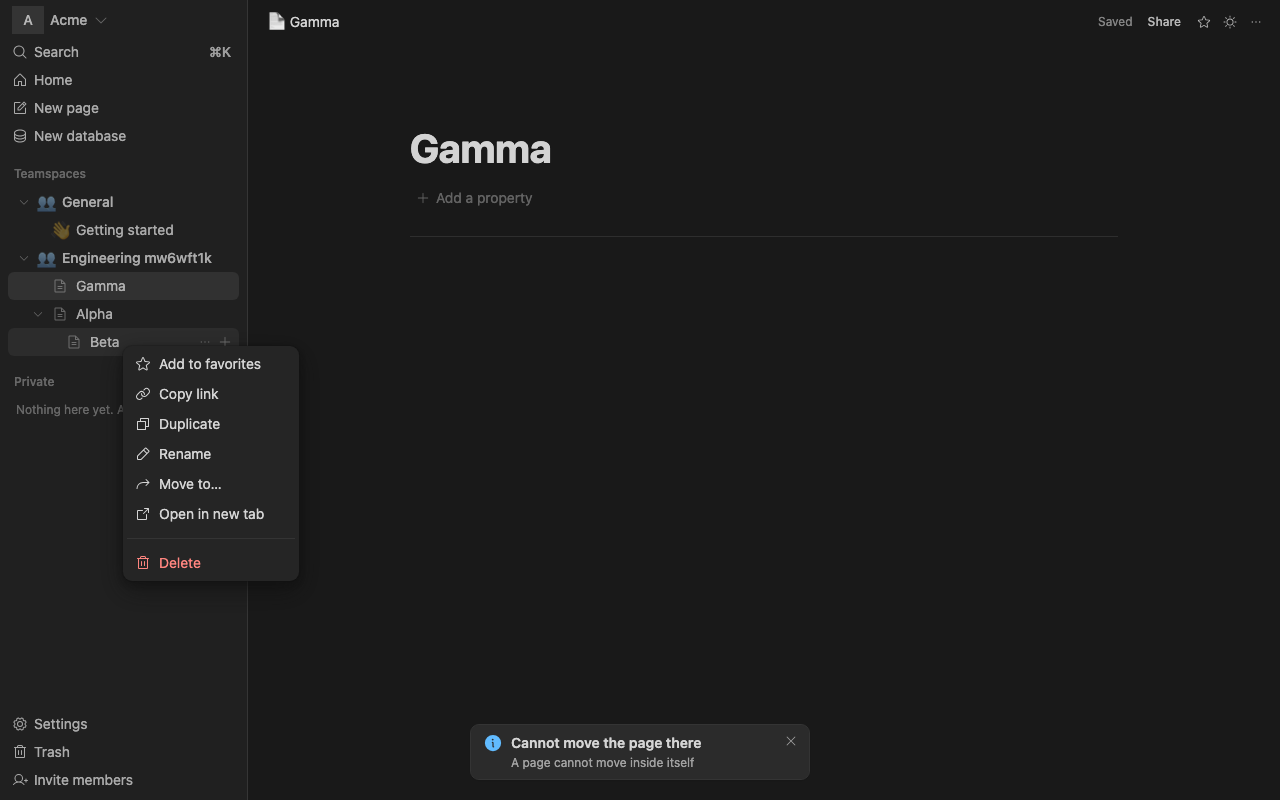 A Acme
Search ⌘K
Home
New page
New database
Teamspaces
General
Getting started
Engineering mw6wft1k
Gamma
Alpha
Beta
Private
Nothing here yet. A
Add to favorites
Copy link
Duplicate
Rename
Move to...
Open in new tab
Delete
Settings
Trash
Invite members
Gamma
Saved Share
Gamma
Add a property
Cannot move the page there
A page cannot move inside itself